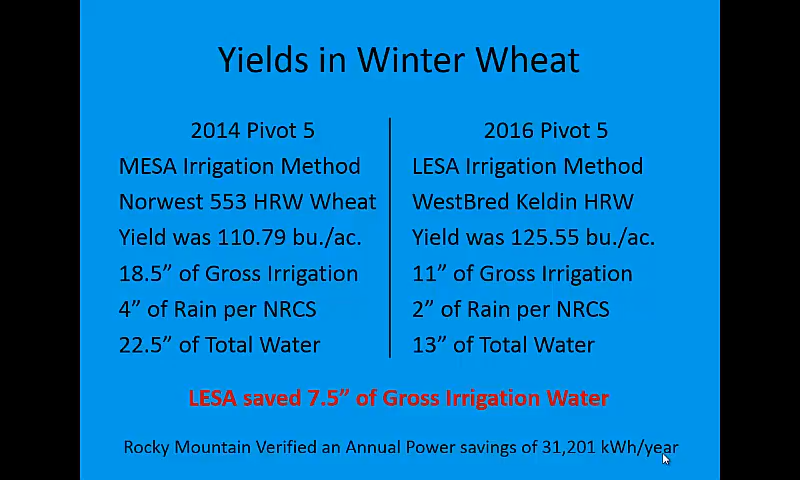 Yields in Winter Wheat
2014 Pivot 5
MESA Irrigation Method
Norwest 553 HRW Wheat
Yield was 110.79 bu./ac.
18.5” of Gross Irrigation
4” of Rain per NRCS
22.5” of Total Water
2016 Pivot 5
LESA Irrigation Method
WestBred Keldin HRW
Yield was 125.55 bu./ac.
11” of Gross Irrigation
2” of Rain per NRCS
13” of Total Water
LESA saved 7.5” of Gross Irrigation Water
Rocky Mountain Verified an Annual Power savings of 31,201 kWh/year